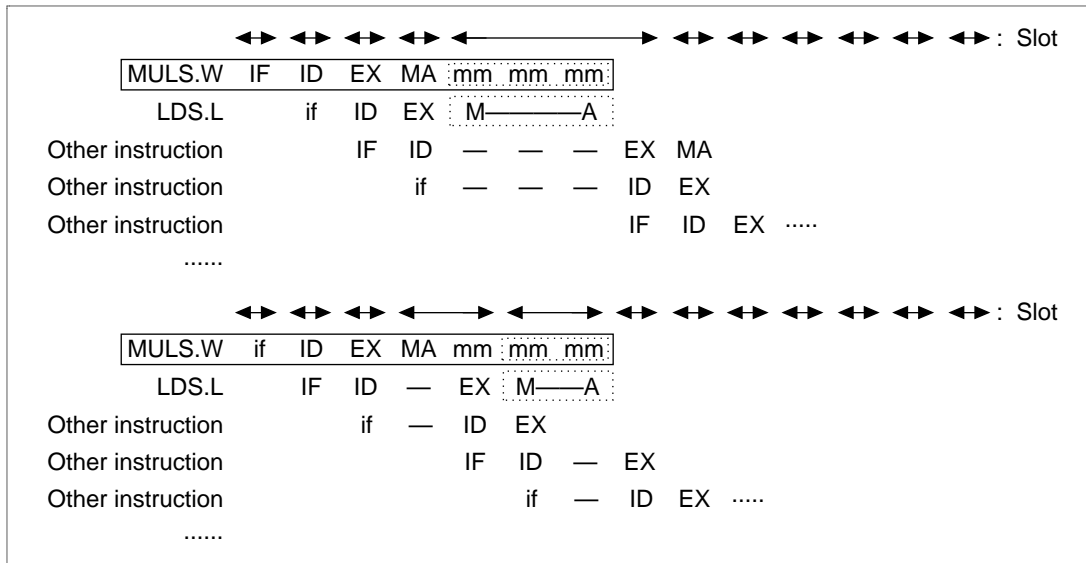 : Slot
MULS.W IF ID EX MA mm mm mm
LDS.L if ID EX M————A
Other instruction IF ID — — — EX MA
Other instruction if — — — ID EX
Other instruction IF ID EX ·····
······
: Slot
MULS.W if ID EX MA mm mm mm
LDS.L IF ID — EX M——A
Other instruction if — ID EX
Other instruction IF ID — EX
Other instruction if — ID EX ·····
······